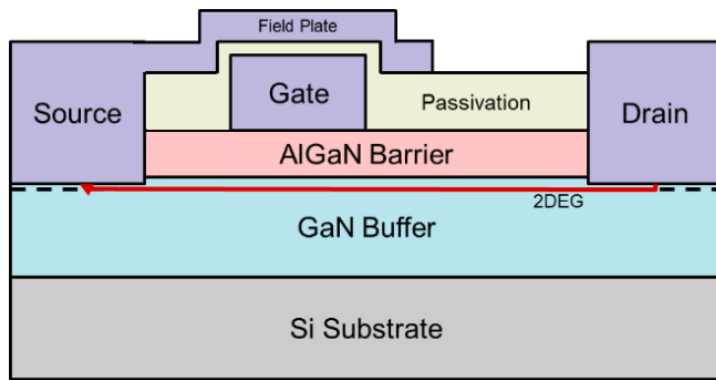 Field Plate
Gate
Source
Passivation
Drain
AlGaN Barrier
2DEG
GaN Buffer
Si Substrate